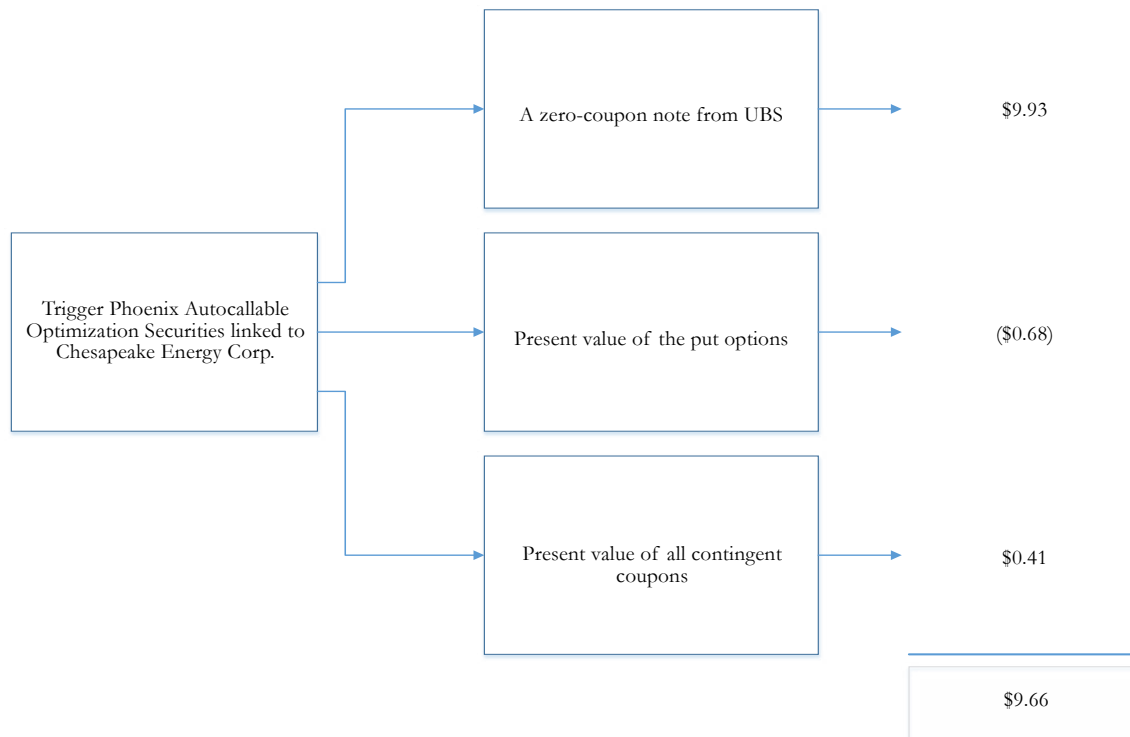 A zero-coupon note from UBS
$9.93
Trigger Phoenix Autocallable
Optimization Securities linked to
Chesapeake Energy Corp.
Present value of the put options
($0.68)
Present value of all contingent
coupons
$0.41
$9.66